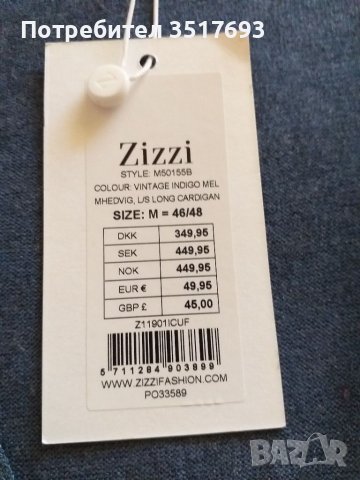 Потребител 3517693
Zizzi
STYLE: M50155B
COLOUR: VINTAGE INDIGO MEL
MHEDVIG, L/S LONG CARDIGAN
SIZE: M = 46/48
DKK 349,95
SEK 449,95
NOK 449,95
EUR € 49,95
GBP £ 45,00
Z11901ICUF
5 711284 903899
WWW.ZIZZIFASHION.COM
PO33589
BAZAR